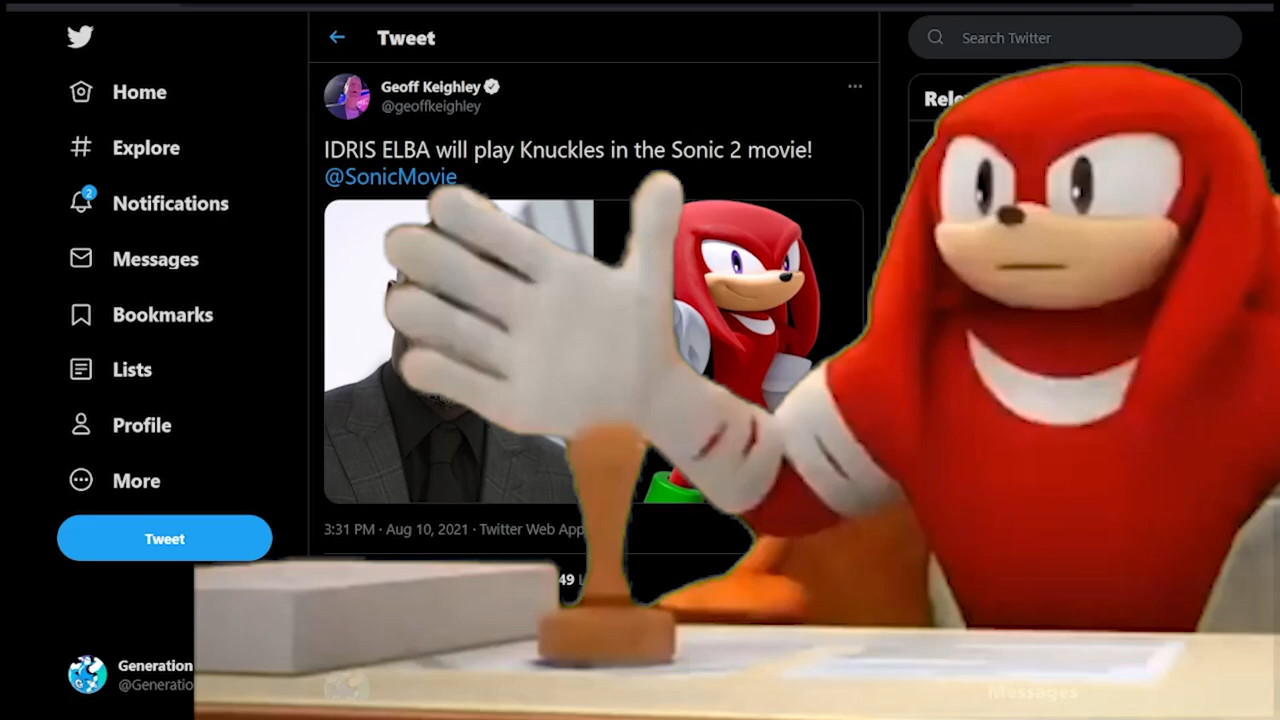 Tweet
Search Twitter
Home
Explore
Notifications
2
Messages
Bookmarks
Lists
Profile
More
Tweet
Geoff Keighley
@geoffkeighley
IDRIS ELBA will play Knuckles in the Sonic 2 movie!
@SonicMovie
3:31 PM · Aug 10, 2021 · Twitter Web App
49
Generation
@Generatio
Messages